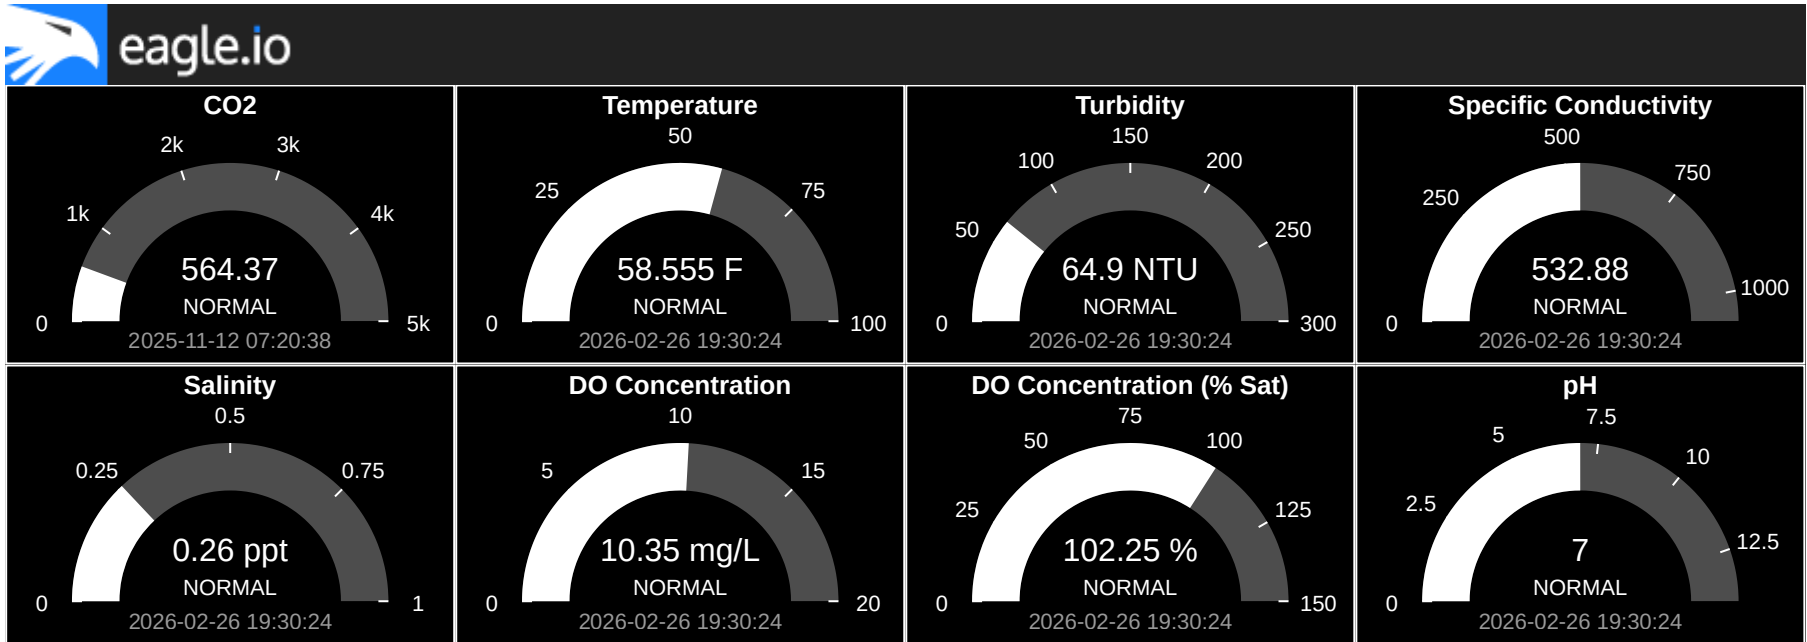 eagle.io
CO2
0
1k
2k
3k
4k
5k
564.37
NORMAL
2025-11-12 07:20:38
Temperature
0
25
50
75
100
58.555 F
NORMAL
2026-02-26 19:30:24
Turbidity
0
50
100
150
200
250
300
64.9 NTU
NORMAL
2026-02-26 19:30:24
Specific Conductivity
0
250
500
750
1000
532.88
NORMAL
2026-02-26 19:30:24
Salinity
0
0.25
0.5
0.75
1
0.26 ppt
NORMAL
2026-02-26 19:30:24
DO Concentration
0
5
10
15
20
10.35 mg/L
NORMAL
2026-02-26 19:30:24
DO Concentration (% Sat)
0
25
50
75
100
125
150
102.25 %
NORMAL
2026-02-26 19:30:24
pH
0
2.5
5
7.5
10
12.5
7
NORMAL
2026-02-26 19:30:24